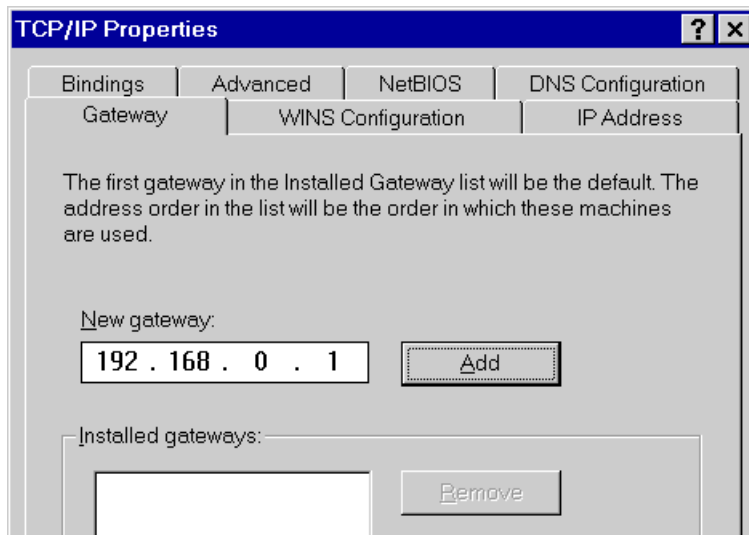 TCP/IP Properties
Bindings Advanced NetBIOS DNS Configuration
Gateway WINS Configuration IP Address
The first gateway in the Installed Gateway list will be the default. The
address order in the list will be the order in which these machines
are used.
New gateway:
192 . 168 . 0 . 1 Add
Installed gateways:
Remove